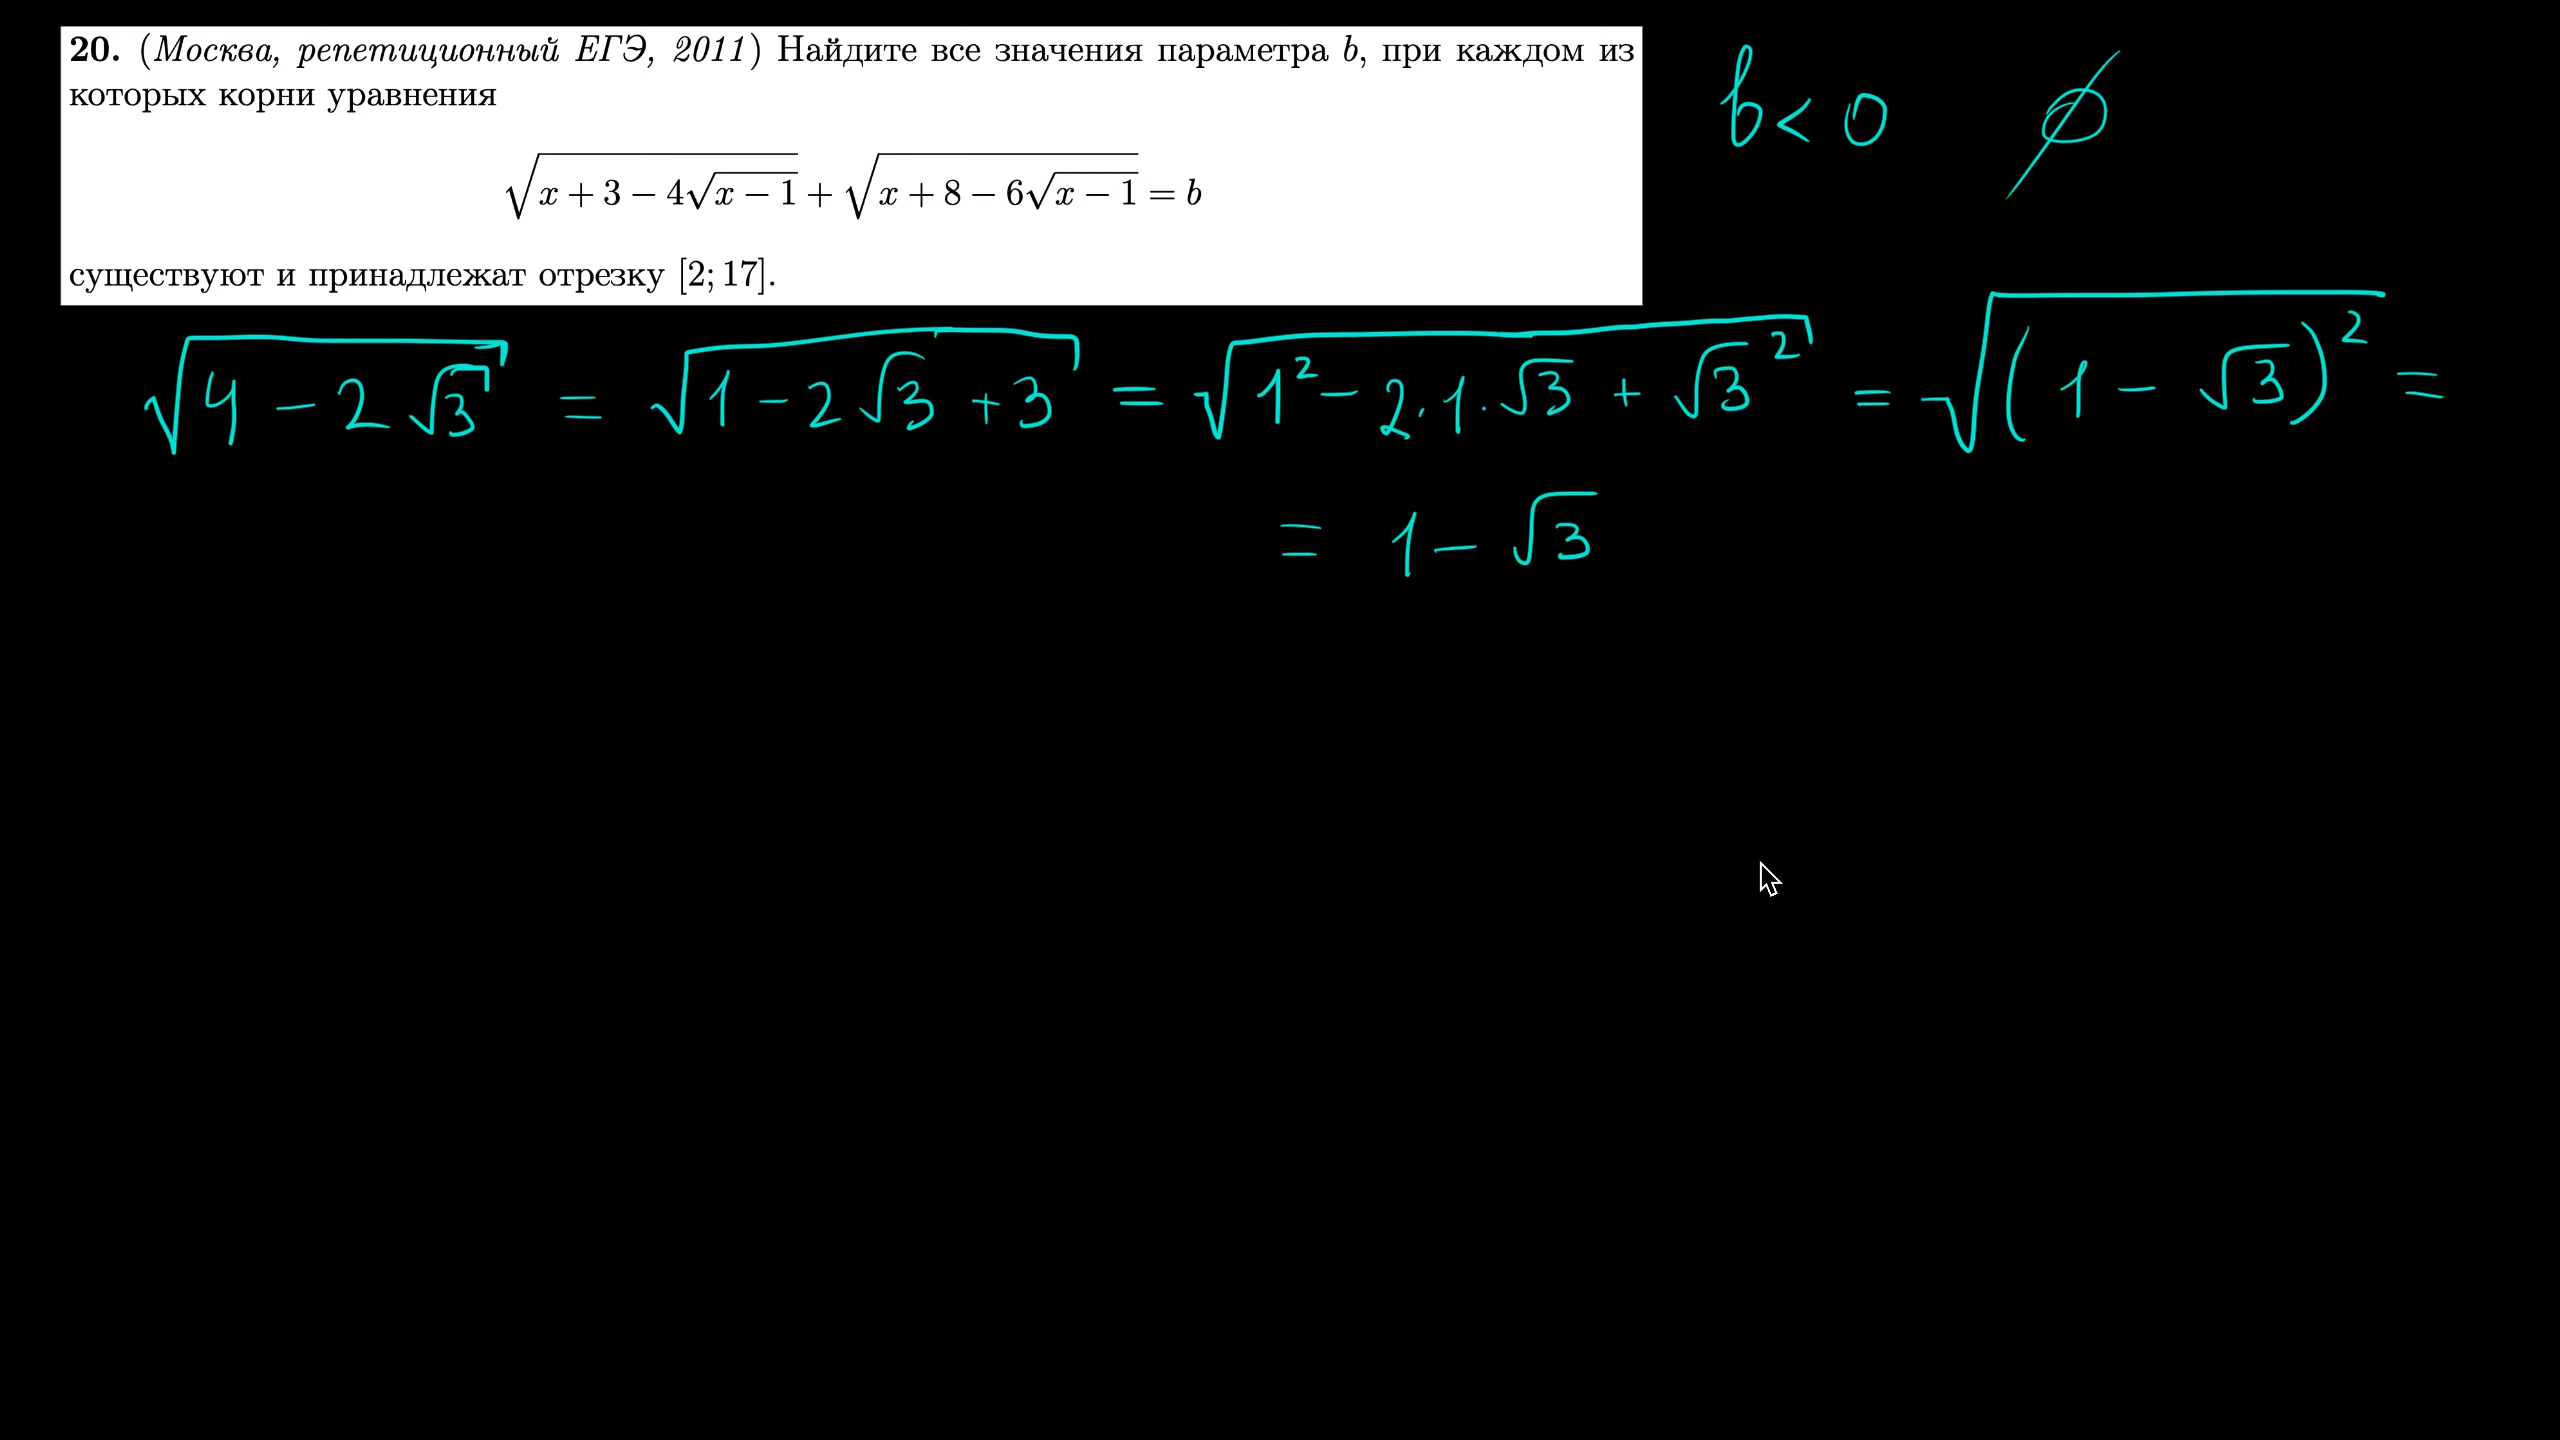 20. (Москва, репетиционный ЕГЭ, 2011) Найдите все значения параметра b, при каждом из
которых корни уравнения
√(x + 3 − 4√(x − 1)) + √(x + 8 − 6√(x − 1)) = b
существуют и принадлежат отрезку [2; 17].
b < 0 ∅
√(4 − 2√3) = √(1 − 2√3 + 3) = √(1² − 2·1·√3 + √3²) = √((1 − √3)²) =
= 1 − √3